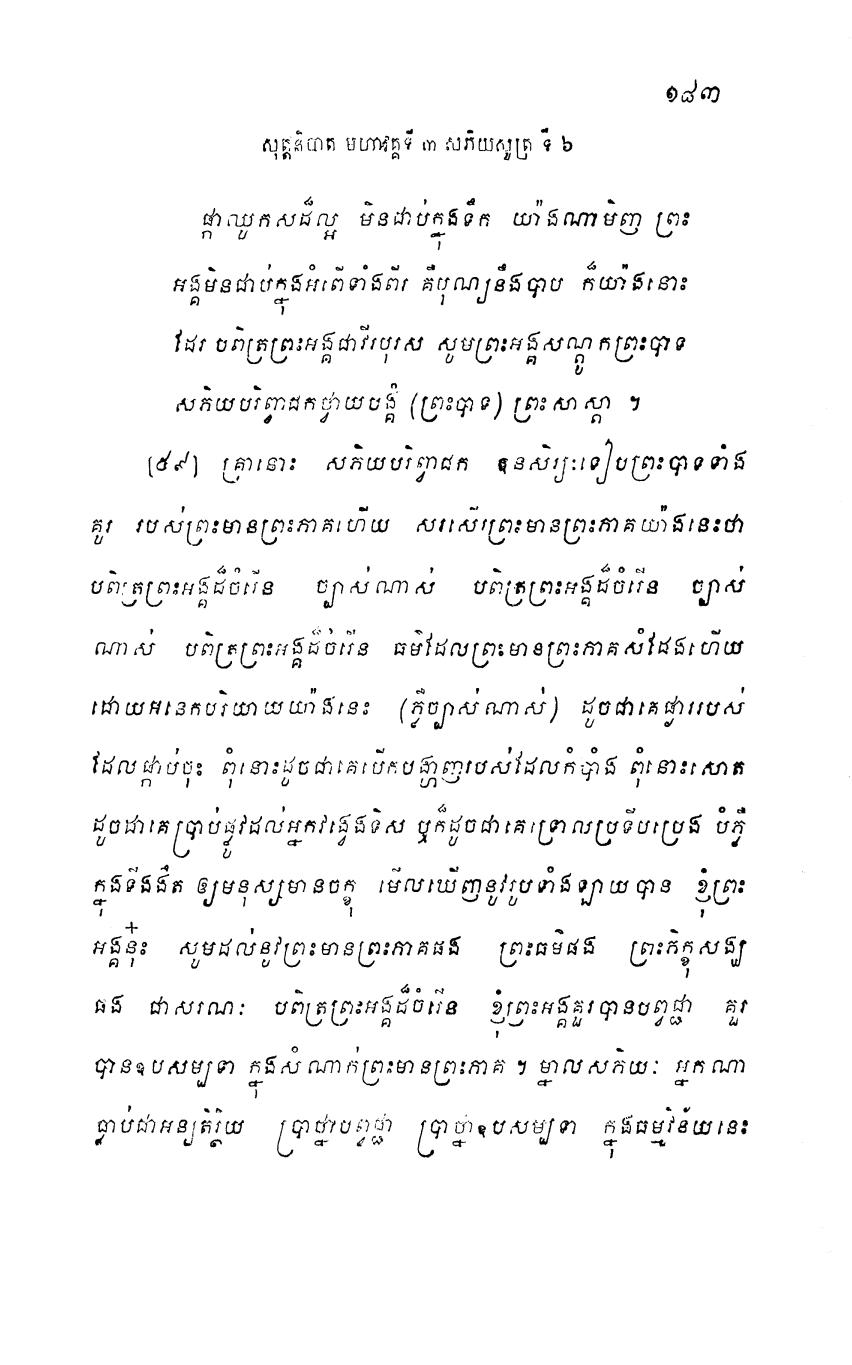 ១៨៣
សុត្តនិបាត មហាវគ្គទី ៣ សភិយសូត្រ ទី ៦
ផ្កាឈូកសដ៏ល្អ មិនជាប់ក្នុងទឹក យ៉ាងណាមិញ ព្រះ
អង្គមិនជាប់ក្នុងអំពើទាំងពីរ គឺបុណ្យនឹងបាប ក៏យ៉ាងនោះ
ដែរ បពិត្រព្រះអង្គជាវីរបុរស សូមព្រះអង្គសណ្តូកព្រះបាទ
សភិយបរិព្វាជកថ្វាយបង្គំ (ព្រះបាទ) ព្រះសាស្តា ។
[៥៩] គ្រានោះ សភិយបរិព្វាជក ឱនសិរ្សៈទៀបព្រះបាទទាំង
គូរ របស់ព្រះមានព្រះភាគហើយ សរសើរព្រះមានព្រះភាគយ៉ាងនេះថា
បពិត្រព្រះអង្គដ៏ចំរើន ច្បាស់ណាស់ បពិត្រព្រះអង្គដ៏ចំរើន ច្បាស់
ណាស់ បពិត្រព្រះអង្គដ៏ចំរើន ធម៌ដែលព្រះមានព្រះភាគសំដែងហើយ
ដោយអនេកបរិយាយយ៉ាងនេះ (ភ្លឺច្បាស់ណាស់) ដូចជាគេផ្ងាររបស់
ដែលផ្កាប់ចុះ ពុំនោះដូចជាគេបើកបង្ហាញរបស់ដែលកំបាំង ពុំនោះសោត
ដូចជាគេប្រាប់ផ្លូវដល់អ្នកវង្វេងទិស ឬក៏ដូចជាគេទ្រោលប្រទីបប្រេង បំភ្លឺ
ក្នុងទីងងឹត ឲ្យមនុស្សមានចក្ខុ មើលឃើញនូវរូបទាំងឡាយបាន ខ្ញុំព្រះ
អង្គនុ៎ះ សូមដល់នូវព្រះមានព្រះភាគផង ព្រះធម៌ផង ព្រះភិក្ខុសង្ឃ
ផង ជាសរណៈ បពិត្រព្រះអង្គដ៏ចំរើន ខ្ញុំព្រះអង្គគួរបានបព្វជ្ជា គួរ
បានឧបសម្បទា ក្នុងសំណាក់ព្រះមានព្រះភាគ ។ ម្នាលសភិយៈ អ្នកណា
ធ្លាប់ជាអន្យតិរ្ថិយ ប្រាថ្នាបព្វជ្ជា ប្រាថ្នាឧបសម្បទា ក្នុងធម្មវិន័យនេះ